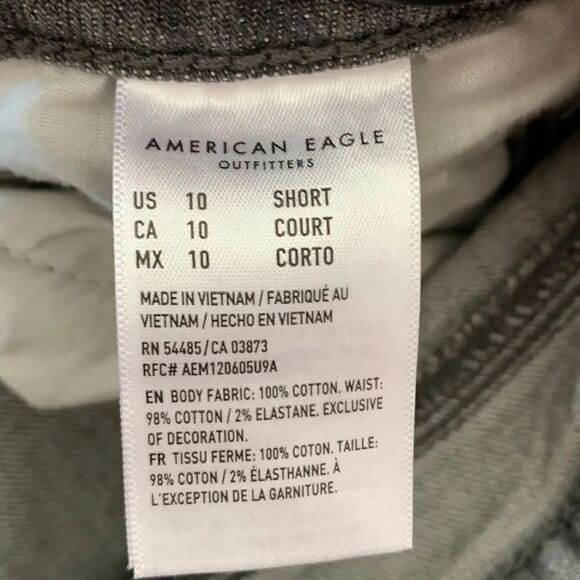 AMERICAN EAGLE
OUTFITTERS
US 10 SHORT
CA 10 COURT
MX 10 CORTO
MADE IN VIETNAM / FABRIQUÉ AU
VIETNAM / HECHO EN VIETNAM
RN 54485/CA 03873
RFC# AEM120605U9A
EN BODY FABRIC: 100% COTTON. WAIST:
98% COTTON / 2% ELASTANE. EXCLUSIVE
OF DECORATION.
FR TISSU FERME: 100% COTON. TAILLE:
98% COTON / 2% ÉLASTHANNE. À
L'EXCEPTION DE LA GARNITURE.